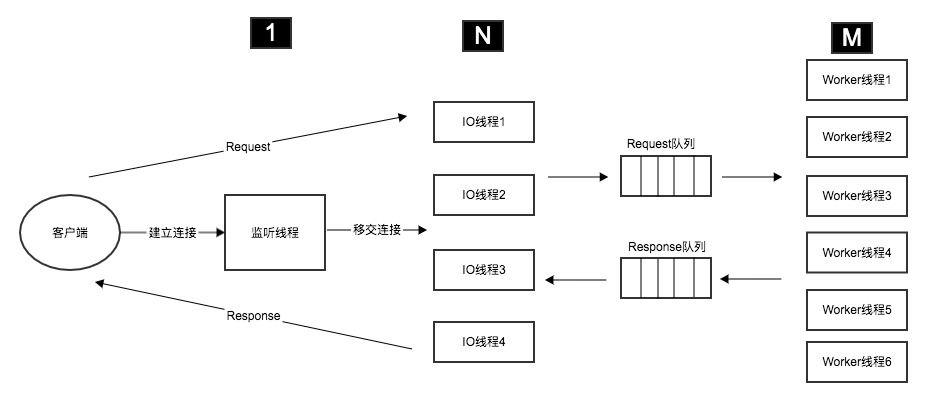 1
N
M
Worker线程1
IO线程1
Request
Request队列
Worker线程2
IO线程2
Worker线程3
客户端
建立连接
监听线程
移交连接
Response队列
Worker线程4
IO线程3
Response
Worker线程5
IO线程4
Worker线程6